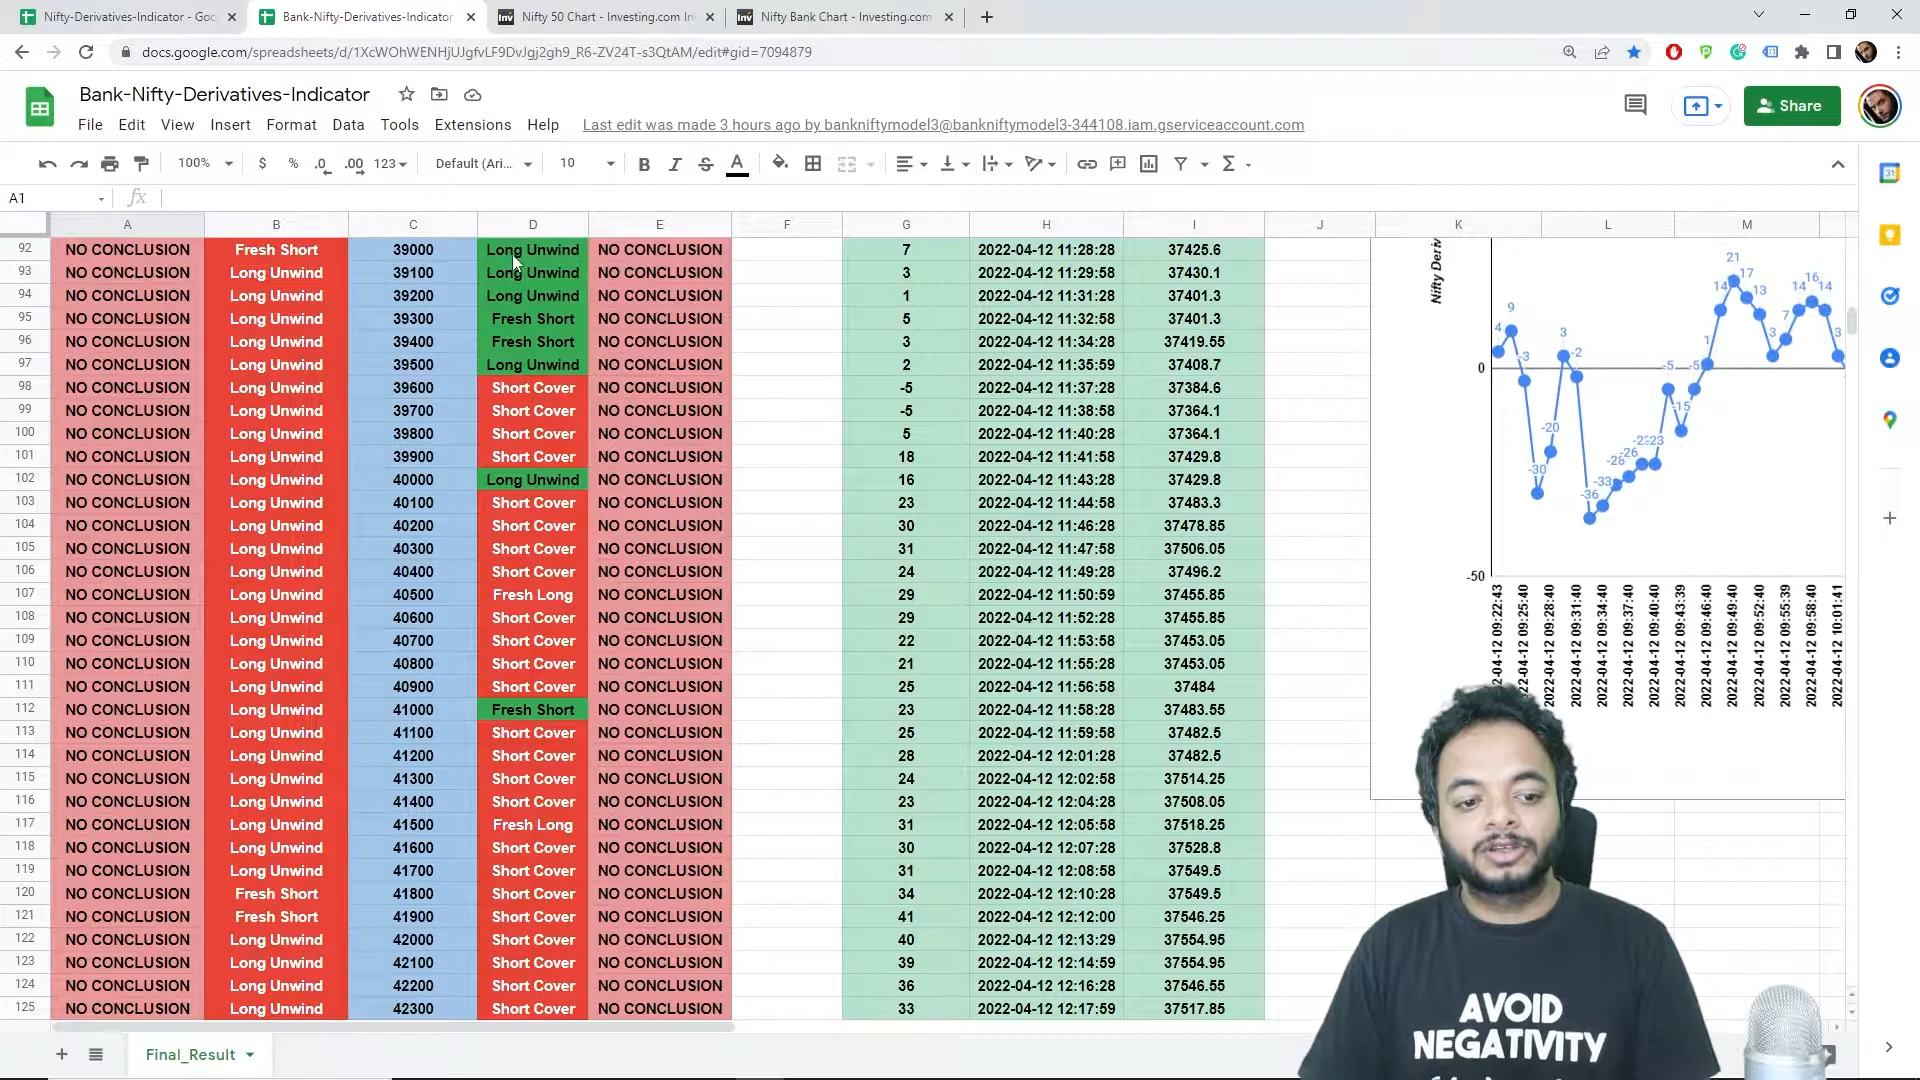 Nifty-Derivatives-Indicator - Goo
Bank-Nifty-Derivatives-Indicator
Nifty 50 Chart - Investing.com In
Nifty Bank Chart - Investing.com
docs.google.com/spreadsheets/d/1XcWOhWENHjUJgfvLF9DvJgj2gh9_R6-ZV24T-s3QtAM/edit#gid=7094879
Bank-Nifty-Derivatives-Indicator
Share
File Edit View Insert Format Data Tools Extensions Help Last edit was made 3 hours ago by bankniftymodel3@bankniftymodel3-344108.iam.gserviceaccount.com
100% $ % .0 .00 123 Default (Ari... 10 B I S A
A1 fx
A B C D E F G H I J K L M
92 NO CONCLUSION Fresh Short 39000 Long Unwind NO CONCLUSION 7 2022-04-12 11:28:28 37425.6
93 NO CONCLUSION Long Unwind 39100 Long Unwind NO CONCLUSION 3 2022-04-12 11:29:58 37430.1
94 NO CONCLUSION Long Unwind 39200 Long Unwind NO CONCLUSION 1 2022-04-12 11:31:28 37401.3
95 NO CONCLUSION Long Unwind 39300 Fresh Short NO CONCLUSION 5 2022-04-12 11:32:58 37401.3
96 NO CONCLUSION Long Unwind 39400 Fresh Short NO CONCLUSION 3 2022-04-12 11:34:28 37419.55
97 NO CONCLUSION Long Unwind 39500 Long Unwind NO CONCLUSION 2 2022-04-12 11:35:59 37408.7
98 NO CONCLUSION Long Unwind 39600 Short Cover NO CONCLUSION -5 2022-04-12 11:37:28 37384.6
99 NO CONCLUSION Long Unwind 39700 Short Cover NO CONCLUSION -5 2022-04-12 11:38:58 37364.1
100 NO CONCLUSION Long Unwind 39800 Short Cover NO CONCLUSION 5 2022-04-12 11:40:28 37364.1
101 NO CONCLUSION Long Unwind 39900 Short Cover NO CONCLUSION 18 2022-04-12 11:41:58 37429.8
102 NO CONCLUSION Long Unwind 40000 Long Unwind NO CONCLUSION 16 2022-04-12 11:43:28 37429.8
103 NO CONCLUSION Long Unwind 40100 Short Cover NO CONCLUSION 23 2022-04-12 11:44:58 37483.3
104 NO CONCLUSION Long Unwind 40200 Short Cover NO CONCLUSION 30 2022-04-12 11:46:28 37478.85
105 NO CONCLUSION Long Unwind 40300 Short Cover NO CONCLUSION 31 2022-04-12 11:47:58 37506.05
106 NO CONCLUSION Long Unwind 40400 Short Cover NO CONCLUSION 24 2022-04-12 11:49:28 37496.2
107 NO CONCLUSION Long Unwind 40500 Fresh Long NO CONCLUSION 29 2022-04-12 11:50:59 37455.85
108 NO CONCLUSION Long Unwind 40600 Short Cover NO CONCLUSION 29 2022-04-12 11:52:28 37455.85
109 NO CONCLUSION Long Unwind 40700 Short Cover NO CONCLUSION 22 2022-04-12 11:53:58 37453.05
110 NO CONCLUSION Long Unwind 40800 Short Cover NO CONCLUSION 21 2022-04-12 11:55:28 37453.05
111 NO CONCLUSION Long Unwind 40900 Short Cover NO CONCLUSION 25 2022-04-12 11:56:58 37484
112 NO CONCLUSION Long Unwind 41000 Fresh Short NO CONCLUSION 23 2022-04-12 11:58:28 37483.55
113 NO CONCLUSION Long Unwind 41100 Short Cover NO CONCLUSION 25 2022-04-12 11:59:58 37482.5
114 NO CONCLUSION Long Unwind 41200 Short Cover NO CONCLUSION 28 2022-04-12 12:01:28 37482.5
115 NO CONCLUSION Long Unwind 41300 Short Cover NO CONCLUSION 24 2022-04-12 12:02:58 37514.25
116 NO CONCLUSION Long Unwind 41400 Short Cover NO CONCLUSION 23 2022-04-12 12:04:28 37508.05
117 NO CONCLUSION Long Unwind 41500 Fresh Long NO CONCLUSION 31 2022-04-12 12:05:58 37518.25
118 NO CONCLUSION Long Unwind 41600 Short Cover NO CONCLUSION 30 2022-04-12 12:07:28 37528.8
119 NO CONCLUSION Long Unwind 41700 Short Cover NO CONCLUSION 31 2022-04-12 12:08:58 37549.5
120 NO CONCLUSION Fresh Short 41800 Short Cover NO CONCLUSION 34 2022-04-12 12:10:28 37549.5
121 NO CONCLUSION Fresh Short 41900 Short Cover NO CONCLUSION 41 2022-04-12 12:12:00 37546.25
122 NO CONCLUSION Long Unwind 42000 Short Cover NO CONCLUSION 40 2022-04-12 12:13:29 37554.95
123 NO CONCLUSION Long Unwind 42100 Short Cover NO CONCLUSION 39 2022-04-12 12:14:59 37554.95
124 NO CONCLUSION Long Unwind 42200 Short Cover NO CONCLUSION 36 2022-04-12 12:16:28 37546.55
125 NO CONCLUSION Long Unwind 42300 Short Cover NO CONCLUSION 33 2022-04-12 12:17:59 37517.85
Nifty Deriv
0
-50
4 9 -3 -30 -20 3 -2 -36 -33 -28 -26 -23 -23 -5 -15 -5 1 14 21 17 13 3 7 14 16 14 3
2022-04-12 09:22:43
2022-04-12 09:25:40
2022-04-12 09:28:40
2022-04-12 09:31:40
2022-04-12 09:34:40
2022-04-12 09:37:40
2022-04-12 09:40:40
2022-04-12 09:43:39
2022-04-12 09:46:40
2022-04-12 09:49:40
2022-04-12 09:52:40
2022-04-12 09:55:39
2022-04-12 09:58:40
2022-04-12 10:01:41
AVOID
NEGATIVITY
Final_Result